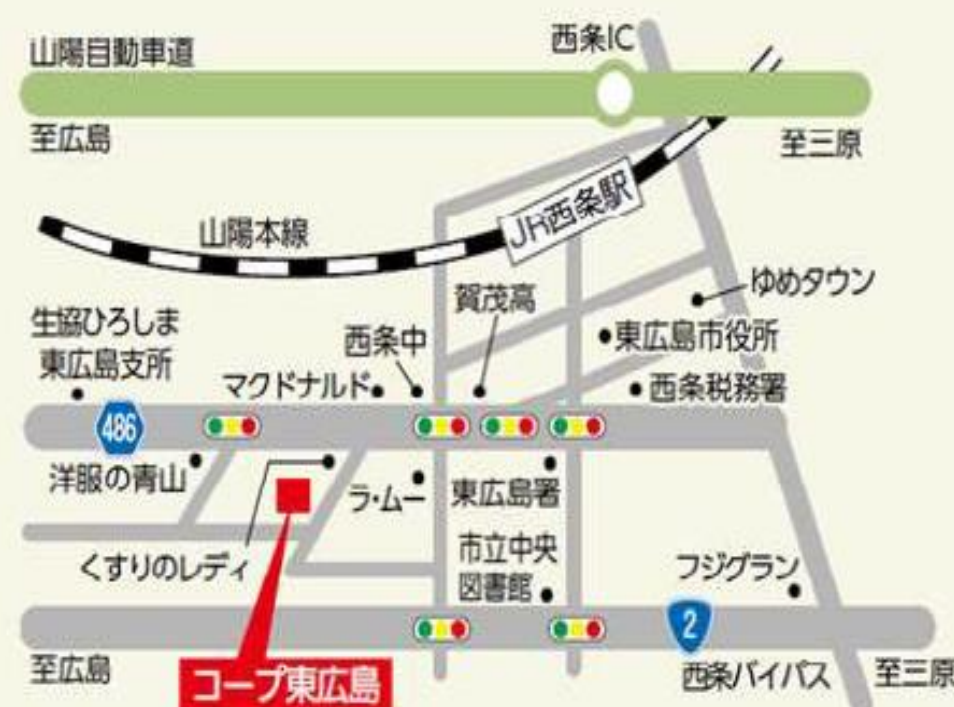 山陽自動車道
西条IC
至広島
至三原
山陽本線
JR西条駅
ゆめタウン
賀茂高
生協ひろしま
東広島支所
西条中
東広島市役所
マクドナルド
西条税務署
486
洋服の青山
ラ・ムー
東広島署
くすりのレディ
市立中央
図書館
フジグラン
2
至広島
コープ東広島
西条バイパス
至三原